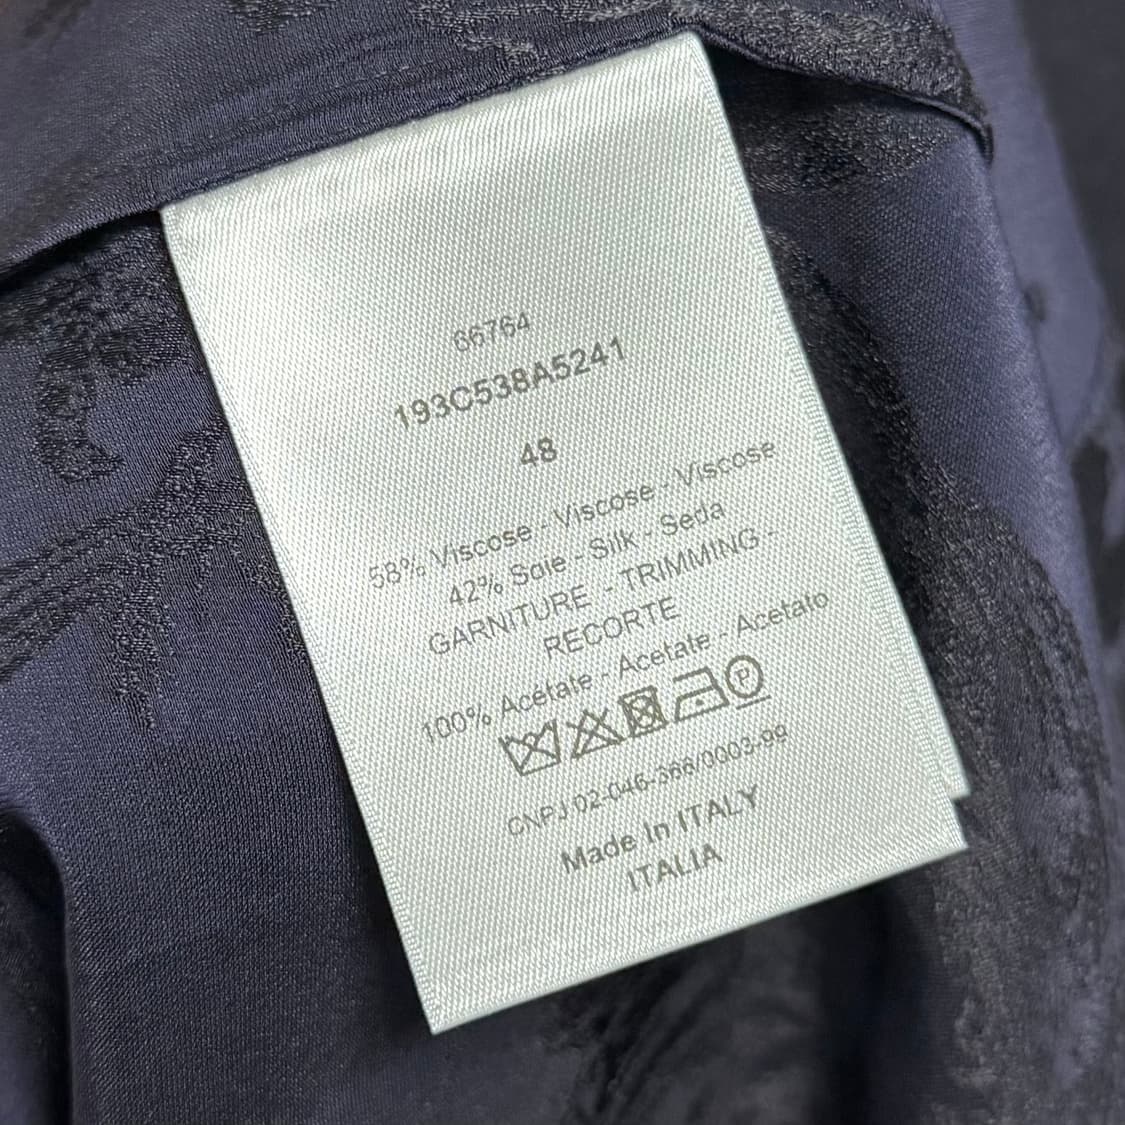 66764
193C538A5241
48
58% Viscose - Viscose - Viscose
42% Soie - Silk - Seda
GARNITURE - TRIMMING -
RECORTE
100% Acétate - Acetate - Acetato
P
CNPJ 02-046-366/0003-99
Made In ITALY
ITALIA